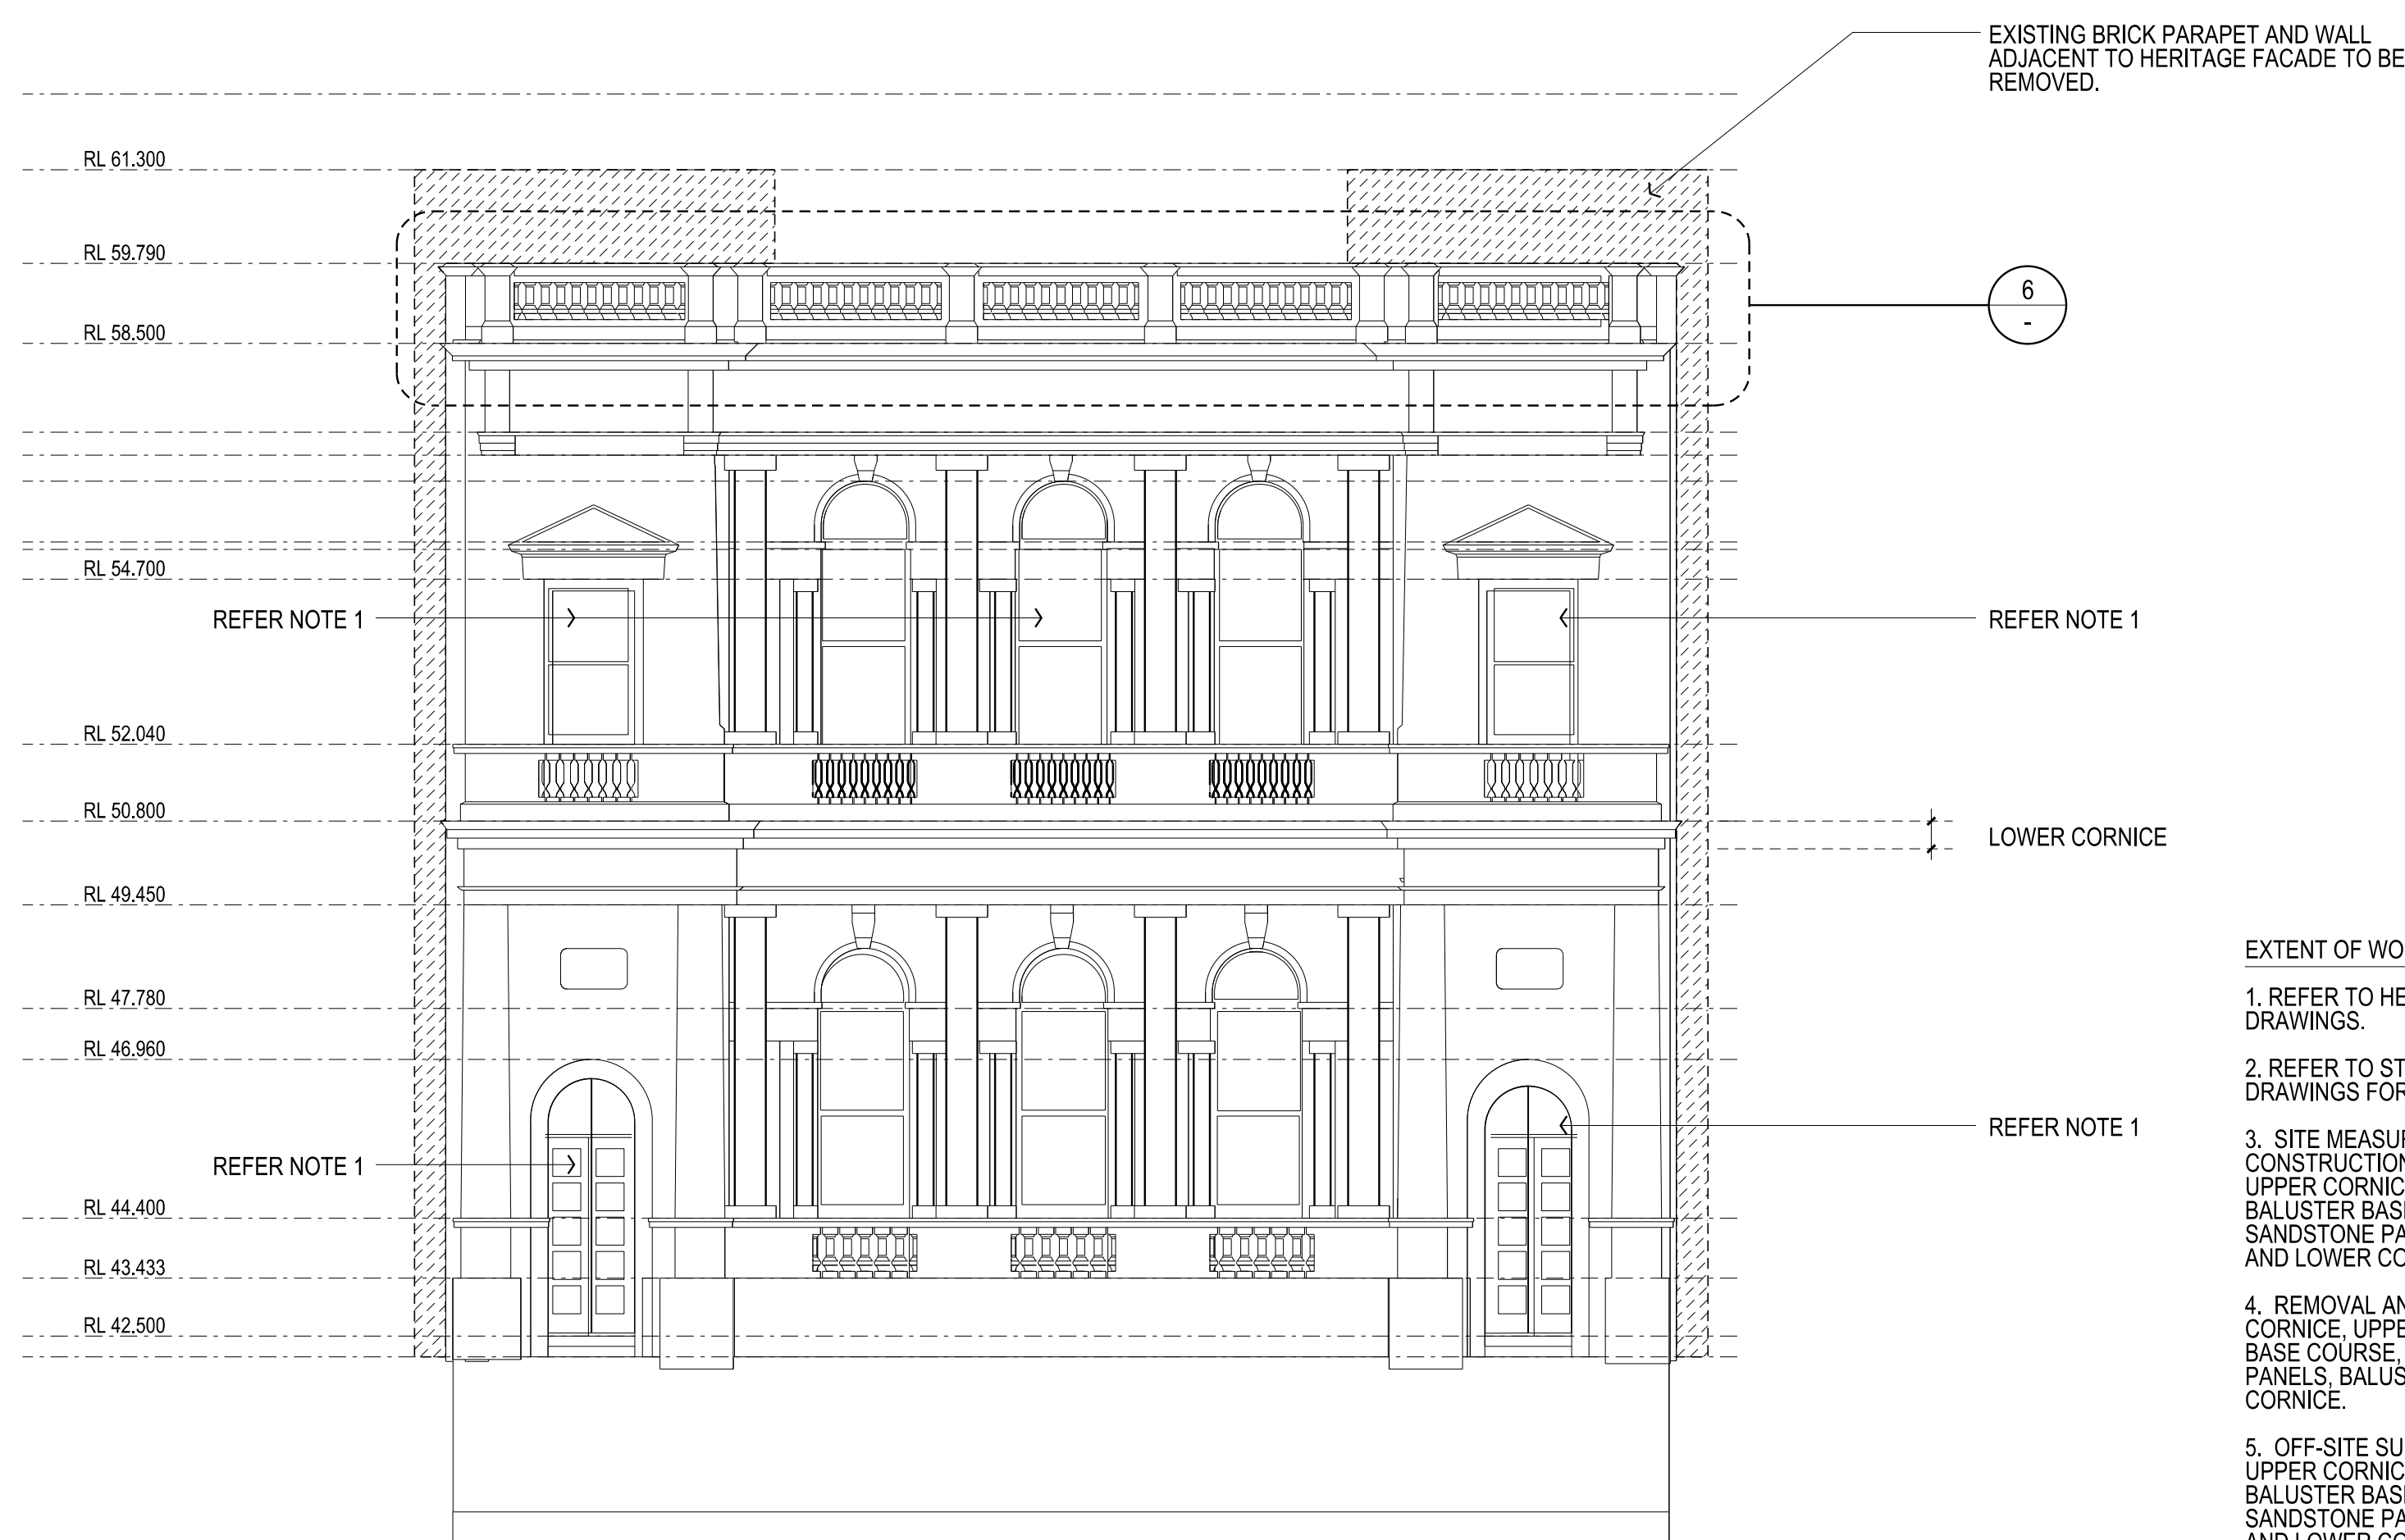 EXISTING BRICK PARAPET AND WALL
ADJACENT TO HERITAGE FACADE TO BE
REMOVED.
RL 61.300
RL 59.790
6
-
RL 58.500
RL 54.700
REFER NOTE 1
REFER NOTE 1
RL 52.040
RL 50.800
LOWER CORNICE
RL 49.450
RL 47.780
RL 46.960
REFER NOTE 1
REFER NOTE 1
RL 44.400
RL 43.433
RL 42.500
EXTENT OF WO
1. REFER TO HE
DRAWINGS.
2. REFER TO ST
DRAWINGS FOR
3. SITE MEASUR
CONSTRUCTION
UPPER CORNIC
BALUSTER BAS
SANDSTONE PA
AND LOWER CO
4. REMOVAL AN
CORNICE, UPPE
BASE COURSE,
PANELS, BALUS
CORNICE.
5. OFF-SITE SU
UPPER CORNIC
BALUSTER BAS
SANDSTONE PA
AND LOWER CO